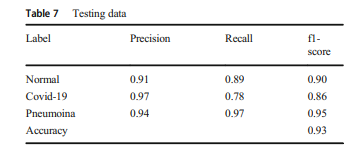 Table 7 Testing data
Label Precision Recall f1-
score
Normal 0.91 0.89 0.90
Covid-19 0.97 0.78 0.86
Pneumoina 0.94 0.97 0.95
Accuracy 0.93